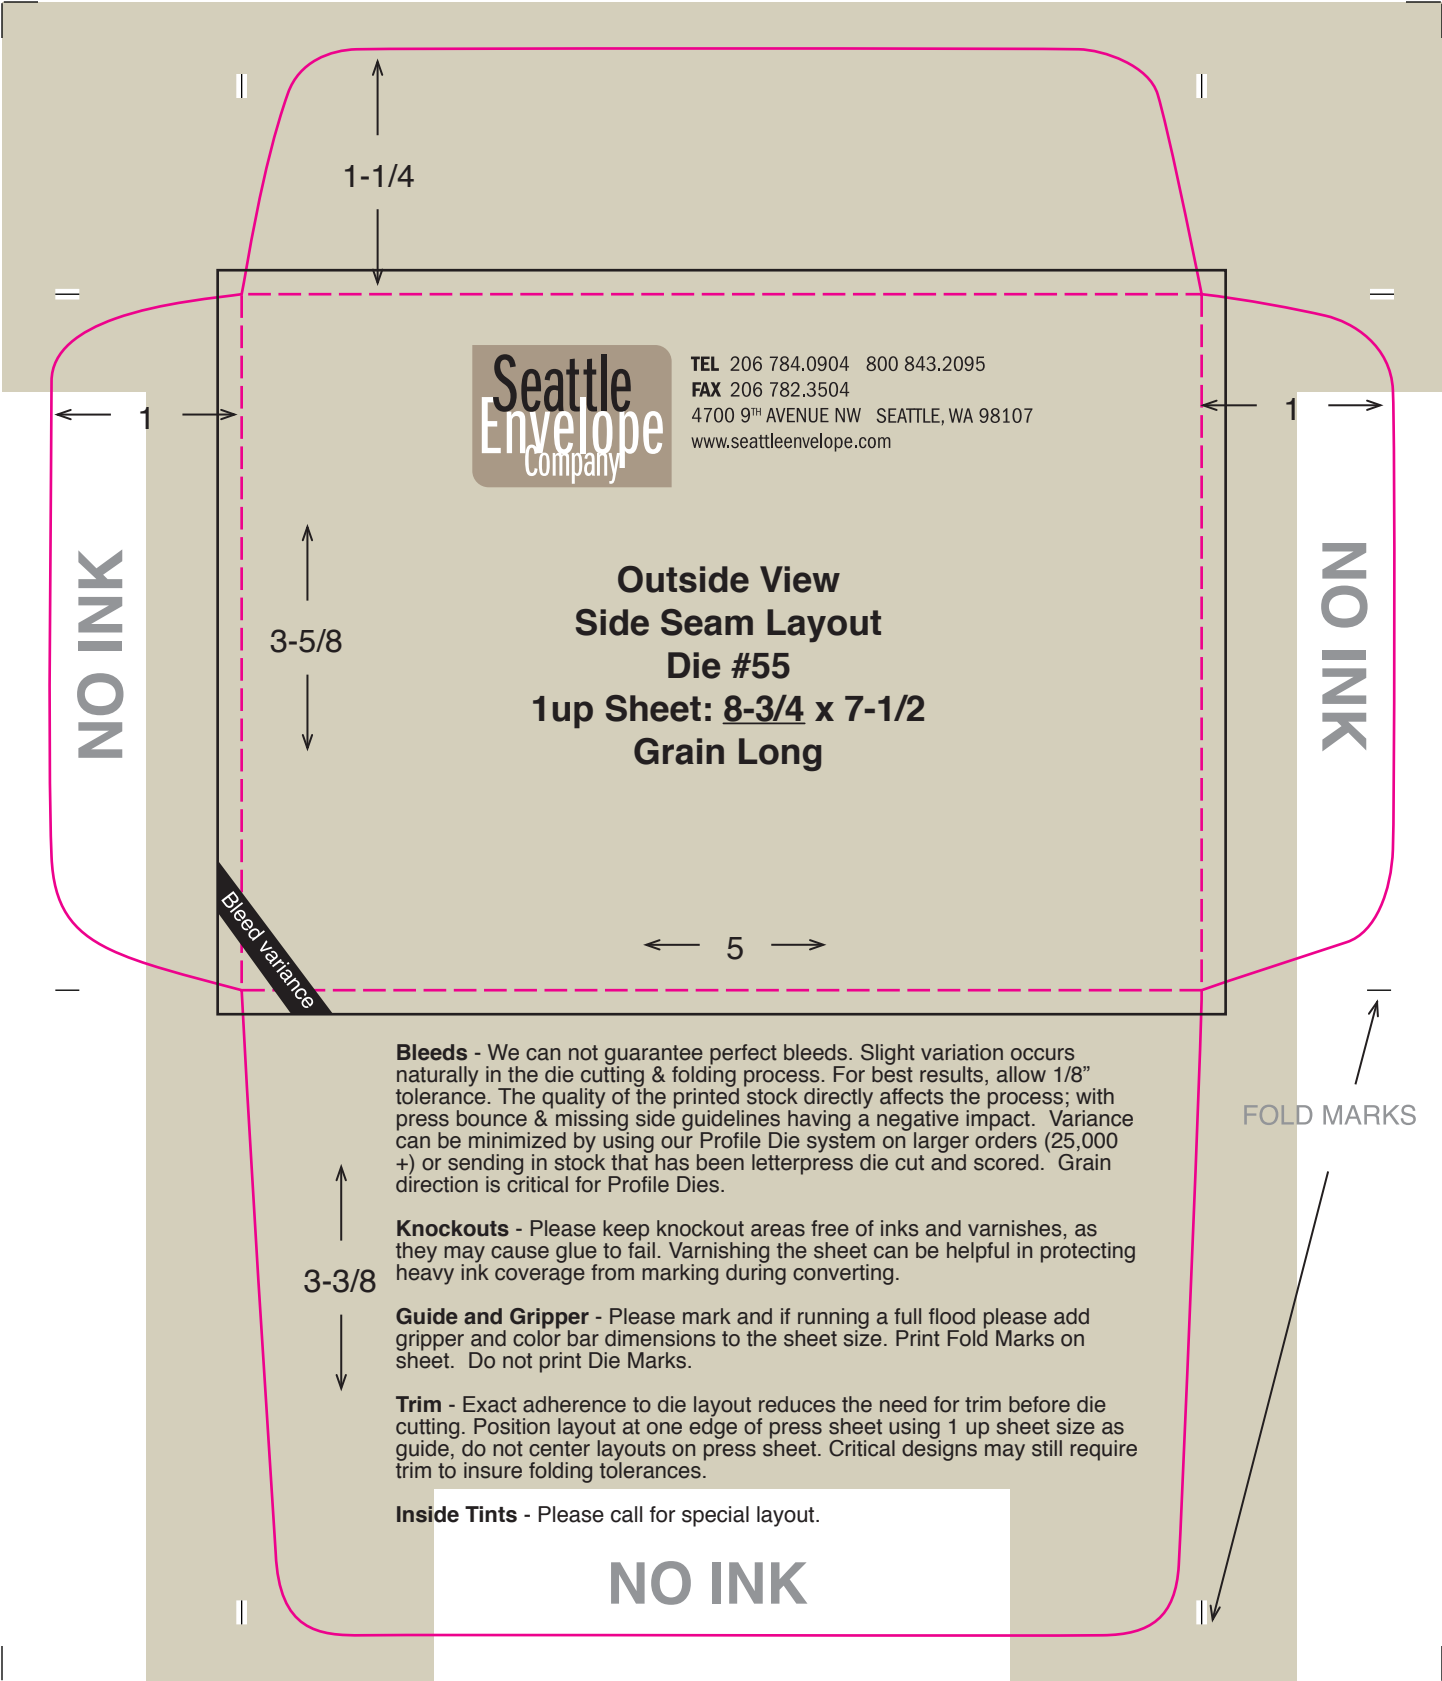 1-1/4
Seattle
Envelope
Company
TEL 206 784.0904 800 843.2095
FAX 206 782.3504
4700 9TH AVENUE NW SEATTLE, WA 98107
www.seattleenvelope.com
1
1
NO INK
NO INK
3-5/8
Outside View
Side Seam Layout
Die #55
1up Sheet: 8-3/4 x 7-1/2
Grain Long
Bleed variance
5
Bleeds - We can not guarantee perfect bleeds. Slight variation occurs
naturally in the die cutting & folding process. For best results, allow 1/8”
tolerance. The quality of the printed stock directly affects the process; with
press bounce & missing side guidelines having a negative impact. Variance
can be minimized by using our Profile Die system on larger orders (25,000
+) or sending in stock that has been letterpress die cut and scored. Grain
direction is critical for Profile Dies.
FOLD MARKS
3-3/8
Knockouts - Please keep knockout areas free of inks and varnishes, as
they may cause glue to fail. Varnishing the sheet can be helpful in protecting
heavy ink coverage from marking during converting.
Guide and Gripper - Please mark and if running a full flood please add
gripper and color bar dimensions to the sheet size. Print Fold Marks on
sheet. Do not print Die Marks.
Trim - Exact adherence to die layout reduces the need for trim before die
cutting. Position layout at one edge of press sheet using 1 up sheet size as
guide, do not center layouts on press sheet. Critical designs may still require
trim to insure folding tolerances.
Inside Tints - Please call for special layout.
NO INK